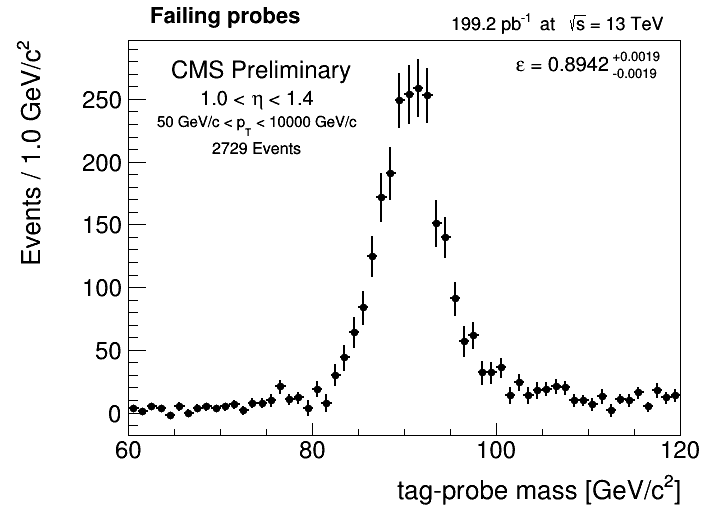 Failing probes
199.2 pb⁻¹ at √s = 13 TeV
CMS Preliminary
ε = 0.8942 +0.0019 -0.0019
1.0 < η < 1.4
50 GeV/c < p_T < 10000 GeV/c
2729 Events
Events / 1.0 GeV/c²
250
200
150
100
50
0
60 80 100 120
tag-probe mass [GeV/c²]